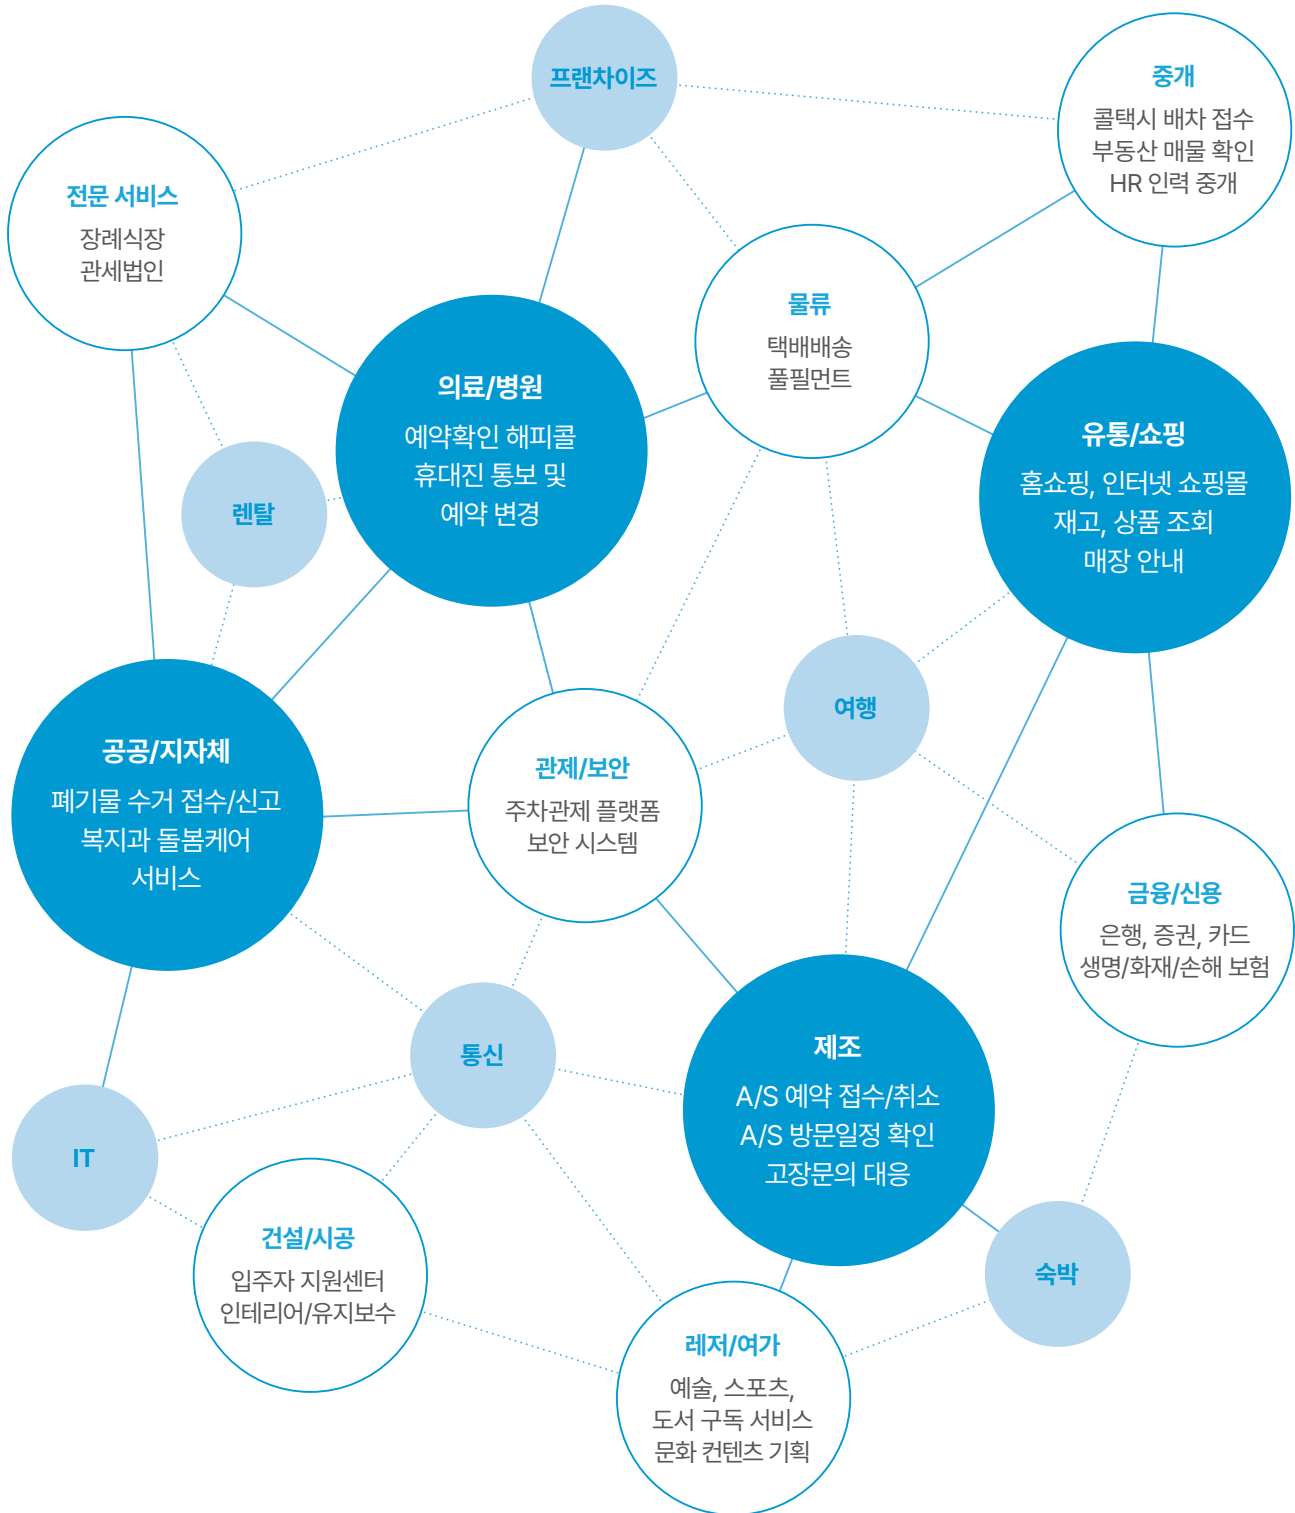 프랜차이즈
중개
콜택시 배차 접수
부동산 매물 확인
HR 인력 중개
전문 서비스
장례식장
관세법인
물류
택배배송
풀필먼트
의료/병원
예약확인 해피콜
휴대진 통보 및
예약 변경
유통/쇼핑
홈쇼핑, 인터넷 쇼핑몰
재고, 상품 조회
매장 안내
렌탈
여행
공공/지자체
폐기물 수거 접수/신고
복지과 돌봄케어
서비스
관제/보안
주차관제 플랫폼
보안 시스템
금융/신용
은행, 증권, 카드
생명/화재/손해 보험
통신
제조
A/S 예약 접수/취소
A/S 방문일정 확인
고장문의 대응
IT
건설/시공
입주자 지원센터
인테리어/유지보수
숙박
레저/여가
예술, 스포츠,
도서 구독 서비스
문화 컨텐츠 기획